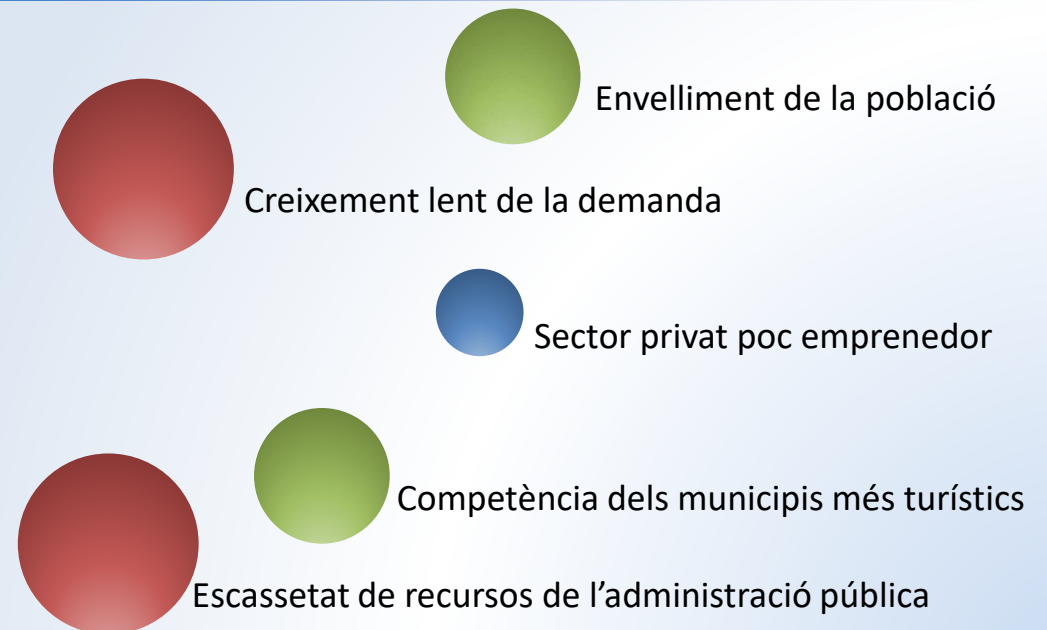 Envelliment de la població
Creixement lent de la demanda
Sector privat poc emprenedor
Competència dels municipis més turístics
Escassetat de recursos de l’administració pública